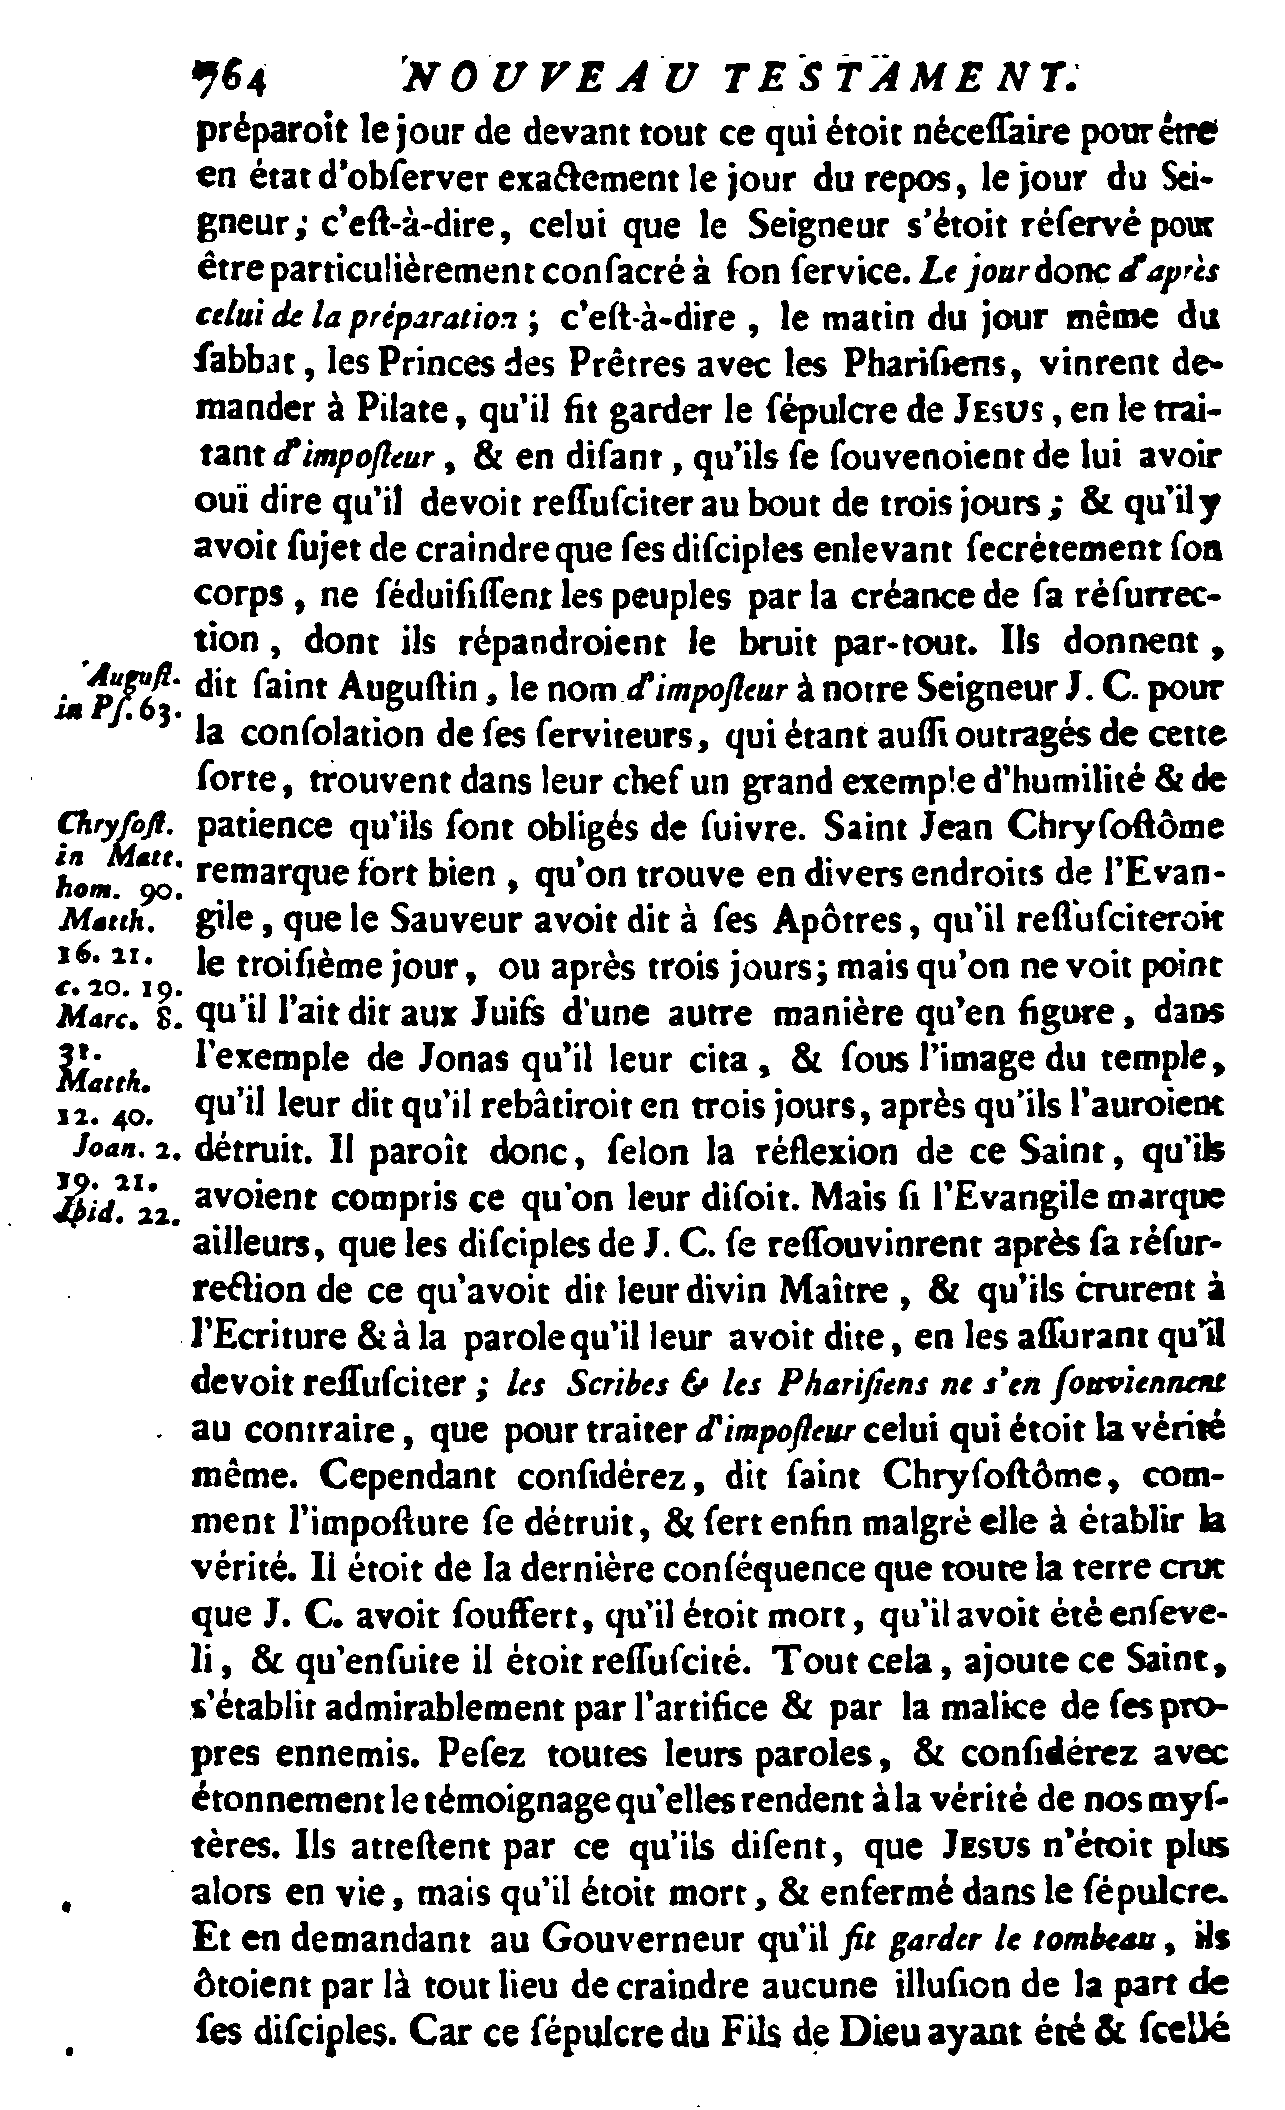 764 NOUVEAU TESTAMENT.
préparoit le jour de devant tout ce qui étoit nécessaire pour être
en état d'obſerver exactement le jour du repos, le jour du Sei-
gneur; c'eſt-à-dire, celui que le Seigneur s'étoit réſervé pour
être particulièrement conſacré à ſon ſervice. Le jour donc d'après
celui de la préparation; c'eſt-à-dire, le matin du jour même du
ſabbat, les Princes des Prêtres avec les Phariſiens, vinrent de-
mander à Pilate, qu'il fit garder le ſépulcre de JESUS, en le trai-
tant d'impoſteur, & en diſant, qu'ils ſe ſouvenoient de lui avoir
ouï dire qu'il devoit reſſuſciter au bout de trois jours; & qu'il y
avoit ſujet de craindre que ſes diſciples enlevant ſecrétement ſon
corps, ne ſéduiſiſſent les peuples par la créance de ſa réſurrec-
tion, dont ils répandroient le bruit par-tout. Ils donnent,
Auguſt.
in Pſ. 63.
dit ſaint Auguſtin, le nom d'impoſteur à notre Seigneur J. C. pour
la conſolation de ſes ſerviteurs, qui étant auſſi outragés de cette
ſorte, trouvent dans leur chef un grand exemple d'humilité & de
Chryſoſt.
in Matt.
hom. 90.
patience qu'ils ſont obligés de ſuivre. Saint Jean Chryſoſtôme
remarque fort bien, qu'on trouve en divers endroits de l'Evan-
Matth.
16. 21.
c. 20. 19.
gile, que le Sauveur avoit dit à ſes Apôtres, qu'il reſſuſciteroit
le troiſième jour, ou après trois jours; mais qu'on ne voit point
Marc. 8.
31.
qu'il l'ait dit aux Juifs d'une autre manière qu'en figure, dans
l'exemple de Jonas qu'il leur cita, & ſous l'image du temple,
Matth.
12. 40.
qu'il leur dit qu'il rebâtiroit en trois jours, après qu'ils l'auroient
Joan. 2.
19. 21.
Ibid. 22.
détruit. Il paroît donc, ſelon la réflexion de ce Saint, qu'ils
avoient compris ce qu'on leur diſoit. Mais ſi l'Evangile marque
ailleurs, que les diſciples de J. C. ſe reſſouvinrent après ſa réſur-
rection de ce qu'avoit dit leur divin Maître, & qu'ils crurent à
l'Ecriture & à la parole qu'il leur avoit dite, en les aſſurant qu'il
devoit reſſuſciter; les Scribes & les Phariſiens ne s'en ſouviennent
au contraire, que pour traiter d'impoſteur celui qui étoit la vérité
même. Cependant conſidérez, dit ſaint Chryſoſtôme, com-
ment l'impoſture ſe détruit, & ſert enfin malgré elle à établir la
vérité. Il étoit de la dernière conſéquence que toute la terre crut
que J. C. avoit ſouffert, qu'il étoit mort, qu'il avoit été enſeve-
li, & qu'enſuite il étoit reſſuſcité. Tout cela, ajoute ce Saint,
s'établit admirablement par l'artifice & par la malice de ſes pro-
pres ennemis. Peſez toutes leurs paroles, & conſidérez avec
étonnement le témoignage qu'elles rendent à la vérité de nos myſ-
tères. Ils atteſtent par ce qu'ils diſent, que JESUS n'étoit plus
alors en vie, mais qu'il étoit mort, & enfermé dans le ſépulcre.
Et en demandant au Gouverneur qu'il fit garder le tombeau, ils
ôtoient par là tout lieu de craindre aucune illuſion de la part de
ſes diſciples. Car ce ſépulcre du Fils de Dieu ayant été & ſcellé